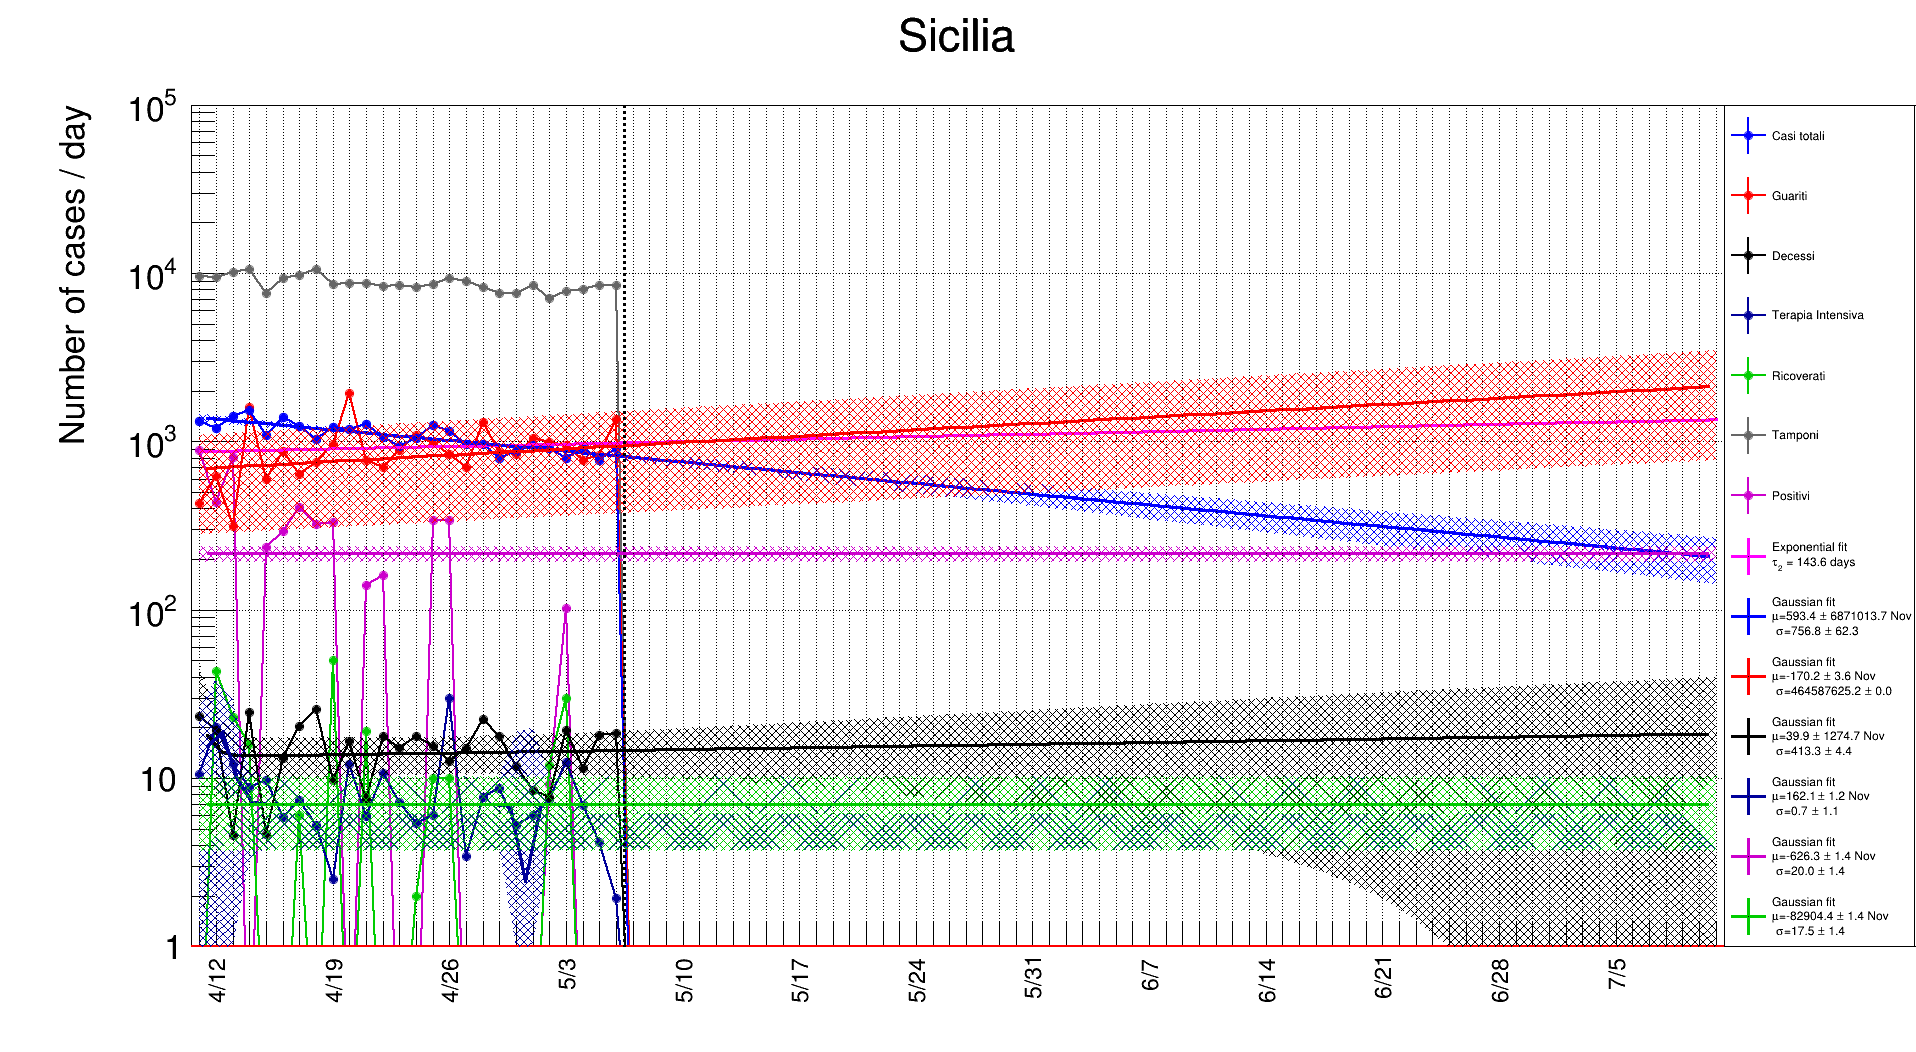 Sicilia
Number of cases / day
10^5
10^4
10^3
10^2
10
1
4/12
4/19
4/26
5/3
5/10
5/17
5/24
5/31
6/7
6/14
6/21
6/28
7/5
Casi totali
Guariti
Decessi
Terapia Intensiva
Ricoverati
Tamponi
Positivi
Exponential fit
τ₂ = 143.6 days
Gaussian fit
μ=593.4 ± 6871013.7 Nov
σ=756.8 ± 62.3
Gaussian fit
μ=-170.2 ± 3.6 Nov
σ=464587625.2 ± 0.0
Gaussian fit
μ=39.9 ± 1274.7 Nov
σ=413.3 ± 4.4
Gaussian fit
μ=162.1 ± 1.2 Nov
σ=0.7 ± 1.1
Gaussian fit
μ=-626.3 ± 1.4 Nov
σ=20.0 ± 1.4
Gaussian fit
μ=-82904.4 ± 1.4 Nov
σ=17.5 ± 1.4